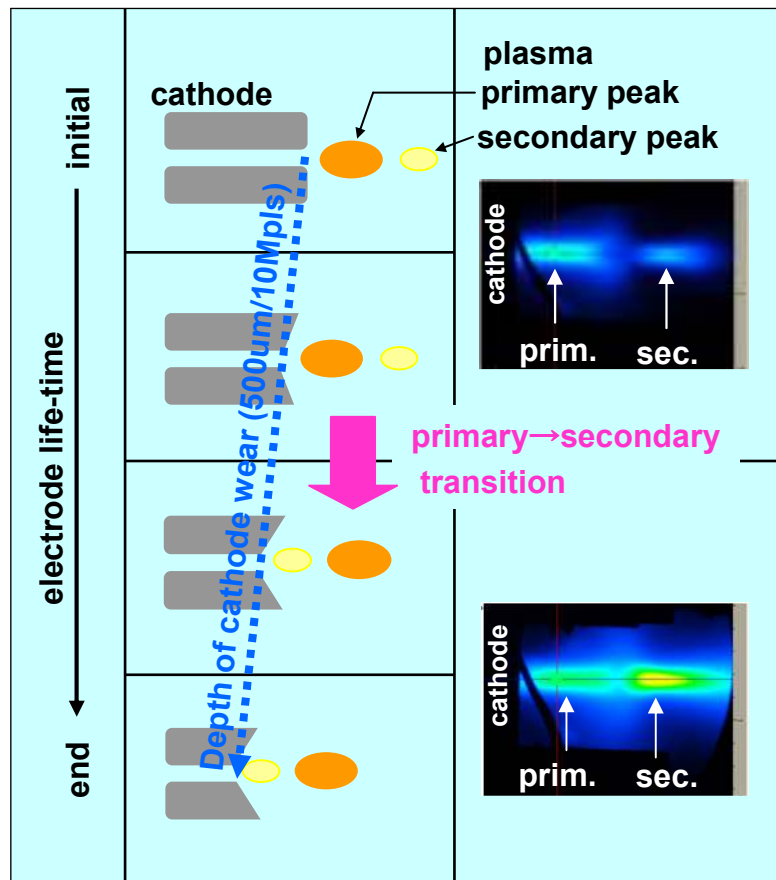 initial
electrode life-time
end
cathode
plasma
primary peak
secondary peak
Depth of cathode wear (500um/10Mpls)
cathode
prim.
sec.
primary→secondary
transition
cathode
prim.
sec.